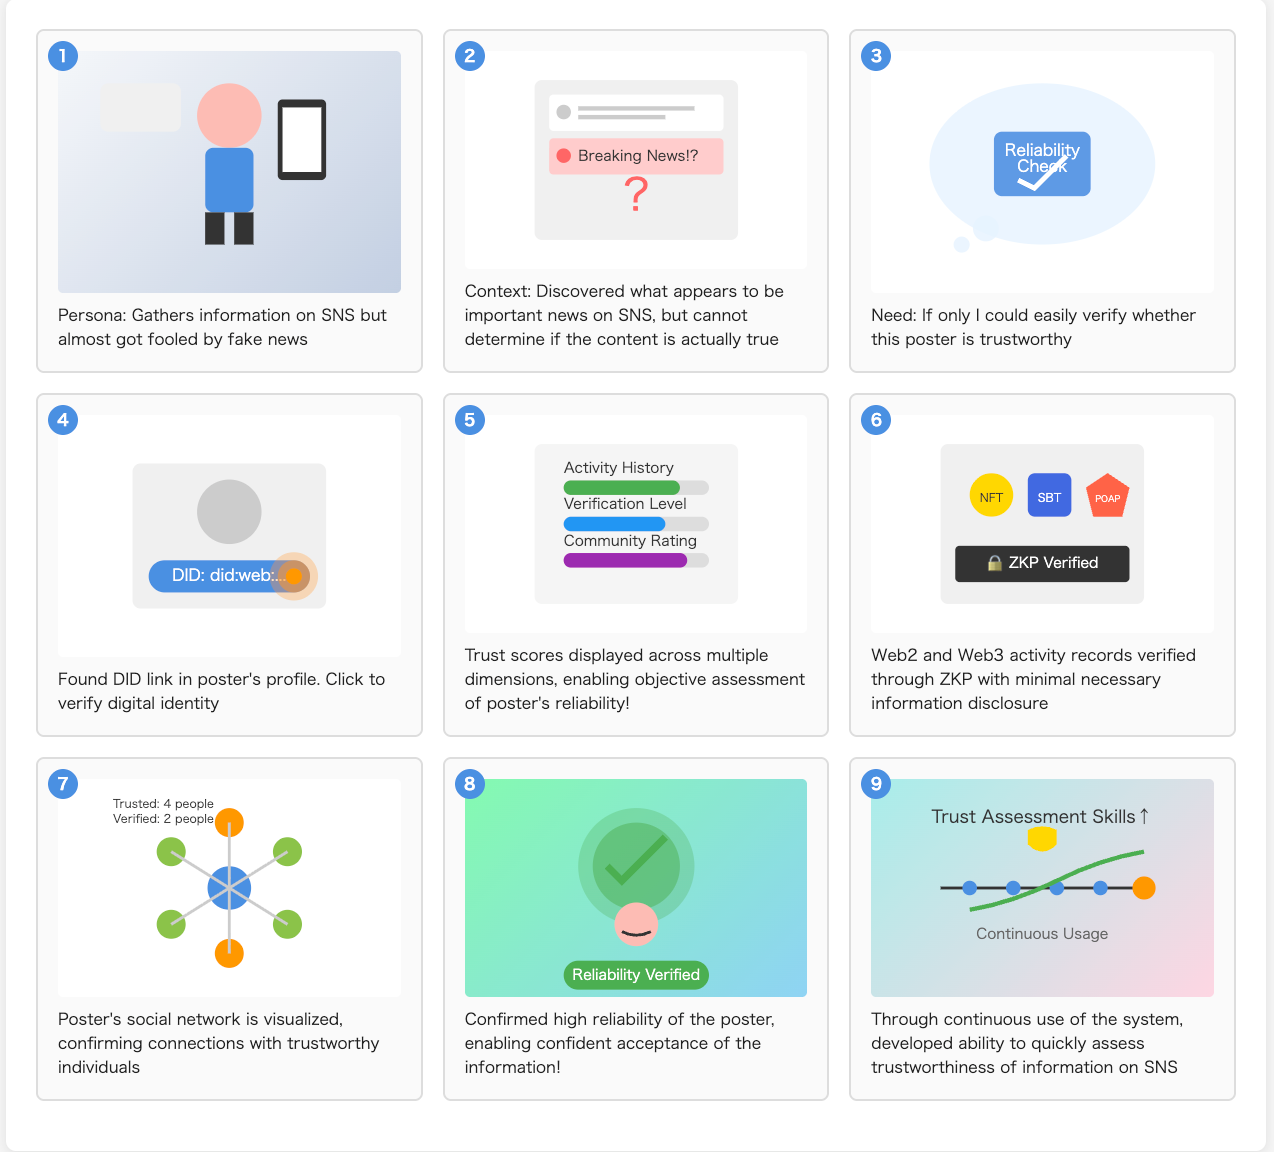 1
Persona: Gathers information on SNS but
almost got fooled by fake news
2
Breaking News!?
?
Context: Discovered what appears to be
important news on SNS, but cannot
determine if the content is actually true
3
Reliability
Check
Need: If only I could easily verify whether
this poster is trustworthy
4
DID: did:web:...
Found DID link in poster's profile. Click to
verify digital identity
5
Activity History
Verification Level
Community Rating
Trust scores displayed across multiple
dimensions, enabling objective assessment
of poster's reliability!
6
NFT
SBT
POAP
🔒 ZKP Verified
Web2 and Web3 activity records verified
through ZKP with minimal necessary
information disclosure
7
Trusted: 4 people
Verified: 2 people
Poster's social network is visualized,
confirming connections with trustworthy
individuals
8
Reliability Verified
Confirmed high reliability of the poster,
enabling confident acceptance of the
information!
9
Trust Assessment Skills ↑
Continuous Usage
Through continuous use of the system,
developed ability to quickly assess
trustworthiness of information on SNS